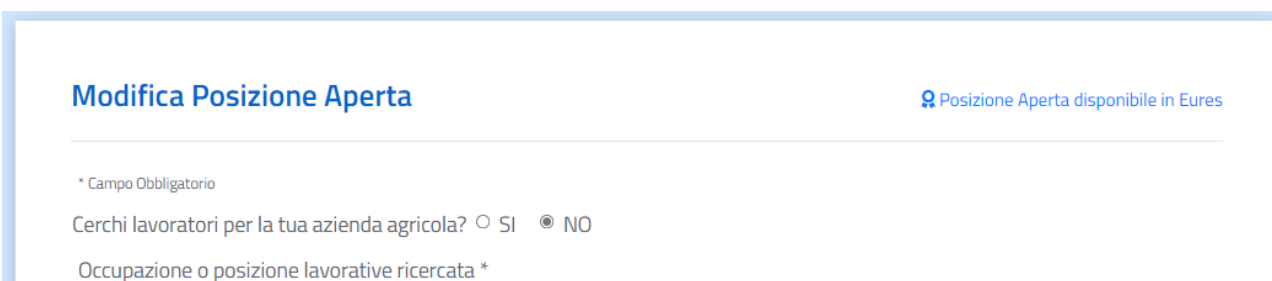 Modifica Posizione Aperta
Posizione Aperta disponibile in Eures
* Campo Obbligatorio
Cerchi lavoratori per la tua azienda agricola? SI NO
Occupazione o posizione lavorative ricercata *